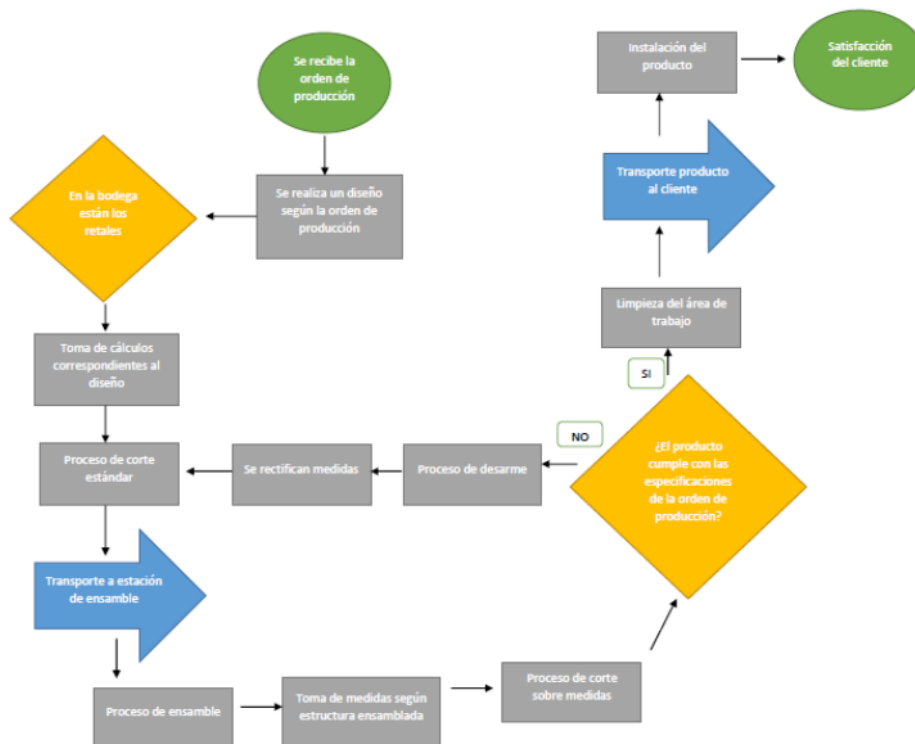 Se recibe la
orden de
producción
Se realiza un diseño
según la orden de
producción
En la bodega
están los
retales
Toma de cálculos
correspondientes al
diseño
Proceso de corte
estándar
Transporte a estación
de ensamble
Proceso de ensamble
Toma de medidas según
estructura ensamblada
Proceso de corte
sobre medidas
¿El producto
cumple con las
especificaciones
de la orden de
producción?
NO
Proceso de desarme
Se rectifican medidas
SI
Limpieza del área de
trabajo
Transporte producto
al cliente
Instalación del
producto
Satisfacción
del cliente